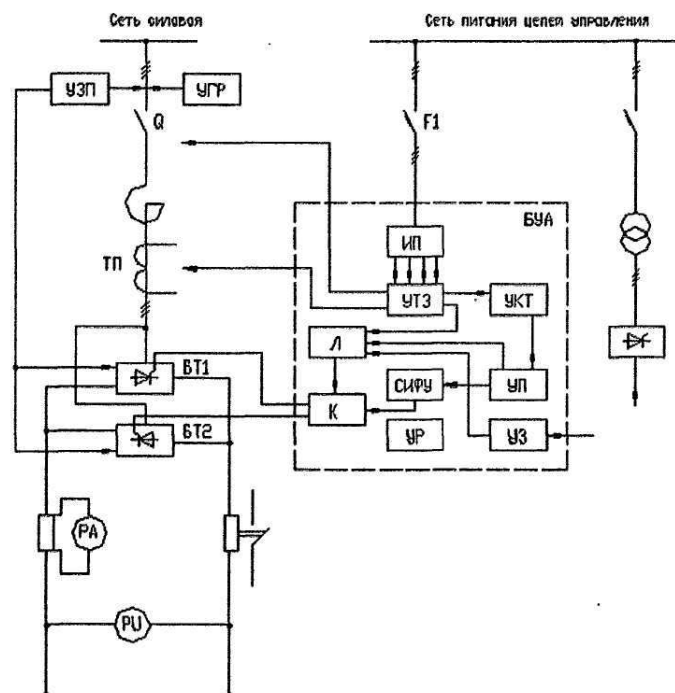 Сеть силовая
Сеть питания цепей управления
УЗП
УГР
Q
F1
БУА
ТП
ИП
УТЗ
УКТ
Л
ВТ1
СИФУ
УП
К
ВТ2
УР
УЗ
PA
PU